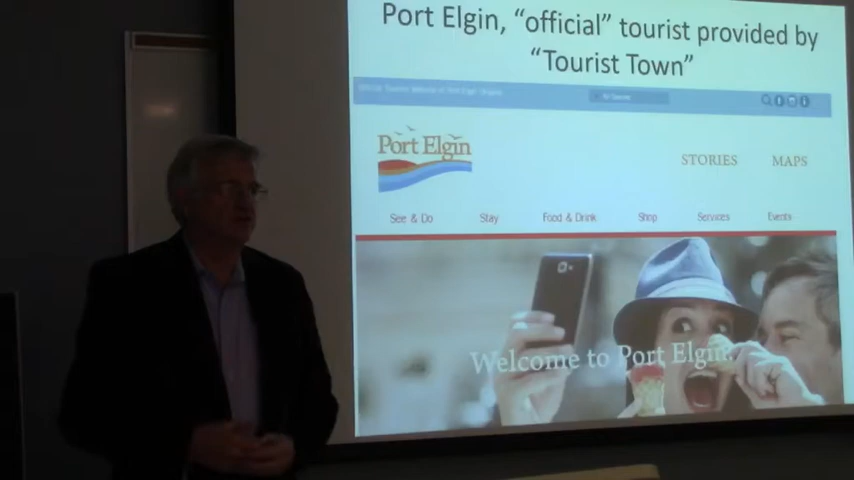 Port Elgin, “official” tourist provided by
“Tourist Town”
Port Elgin
STORIES MAPS
See & Do Stay Food & Drink Shop Services Events
Welcome to Port Elgin.